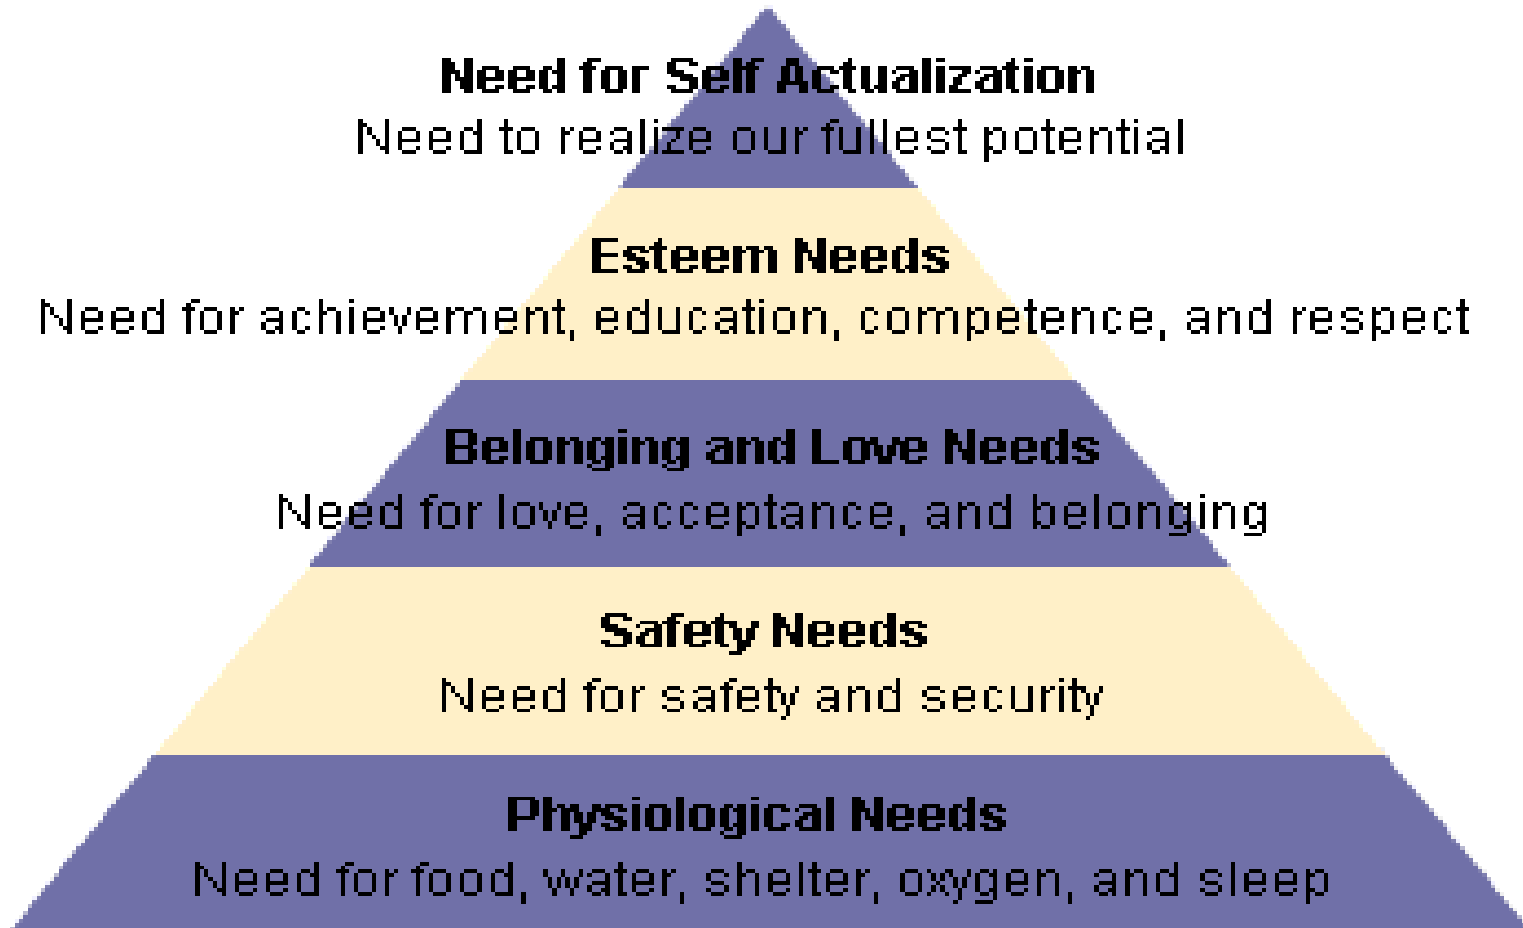 Need for Self Actualization
Need to realize our fullest potential
Esteem Needs
Need for achievement, education, competence, and respect
Belonging and Love Needs
Need for love, acceptance, and belonging
Safety Needs
Need for safety and security
Physiological Needs
Need for food, water, shelter, oxygen, and sleep